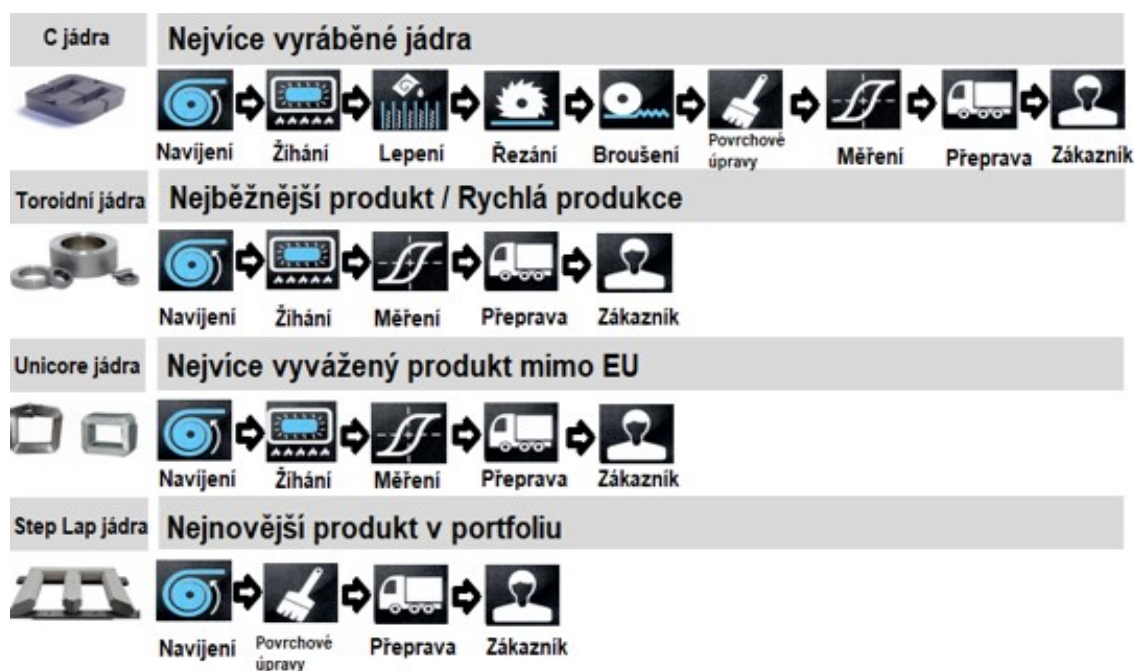 C jádra
Nejvíce vyráběné jádra
Navíjení
Žíhání
Lepení
Řezání
Broušení
Povrchové
úpravy
Měření
Přeprava
Zákazník
Toroidní jádra
Nejběžnější produkt / Rychlá produkce
Navíjení
Žíhání
Měření
Přeprava
Zákazník
Unicore jádra
Nejvíce vyvážený produkt mimo EU
Navíjení
Žíhání
Měření
Přeprava
Zákazník
Step Lap jádra
Nejnovější produkt v portfoliu
Navíjení
Povrchové
úpravy
Přeprava
Zákazník